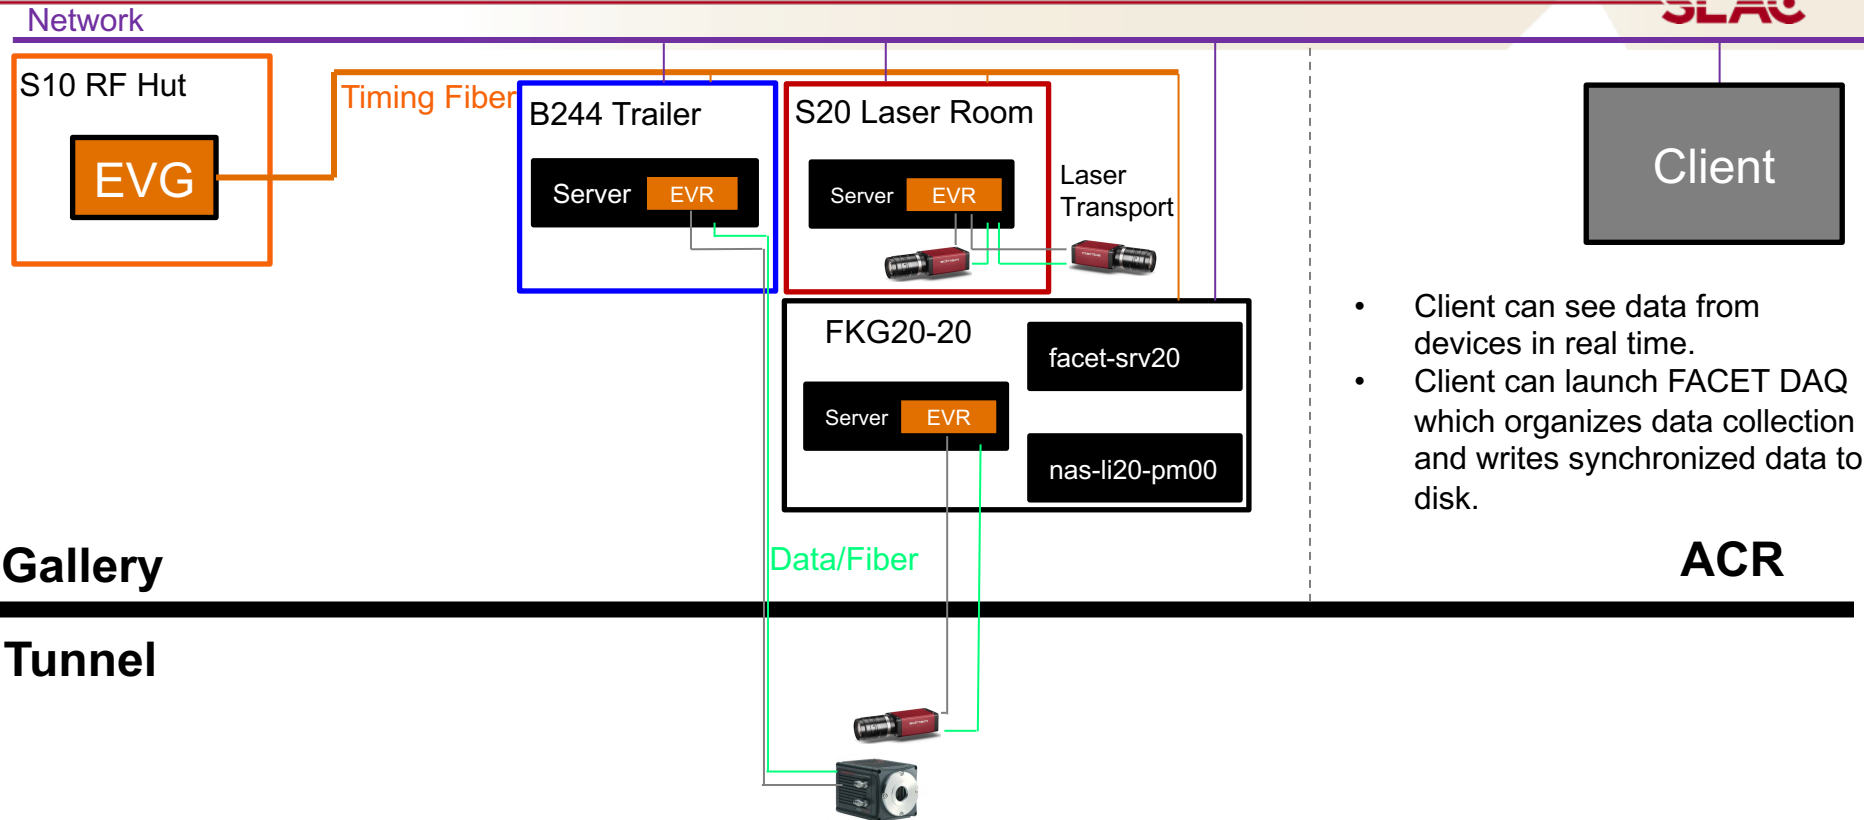 Network
SLAC
S10 RF Hut
EVG
Timing Fiber
B244 Trailer
Server EVR
S20 Laser Room
Server EVR
Laser
Transport
Client
FKG20-20
facet-srv20
Server EVR
nas-li20-pm00
• Client can see data from
devices in real time.
• Client can launch FACET DAQ
which organizes data collection
and writes synchronized data to
disk.
Gallery
Data/Fiber
ACR
Tunnel